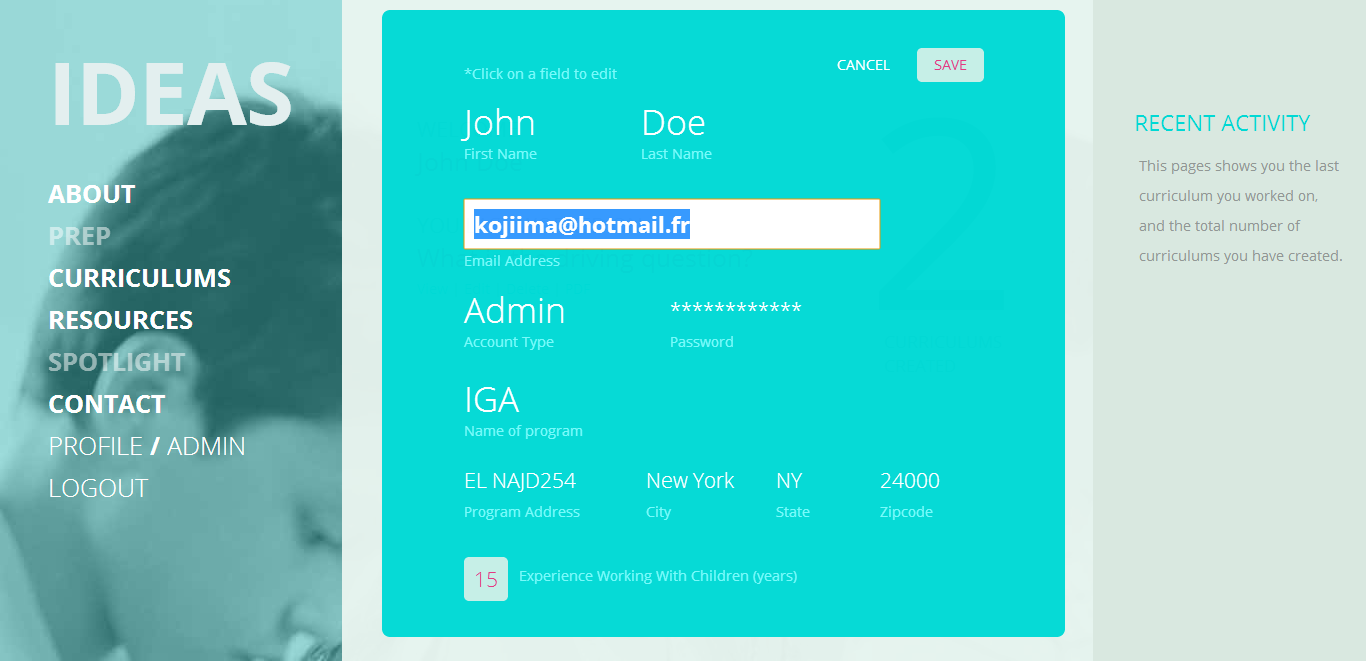 IDEAS
ABOUT
PREP
CURRICULUMS
RESOURCES
SPOTLIGHT
CONTACT
PROFILE / ADMIN
LOGOUT
*Click on a field to edit
CANCEL
SAVE
John
First Name
Doe
Last Name
kojiima@hotmail.fr
Email Address
driving question?
2
Admin
Account Type
************
Password
IGA
Name of program
EL NAJD254
Program Address
New York
City
NY
State
24000
Zipcode
15
Experience Working With Children (years)
RECENT ACTIVITY
This pages shows you the last
curriculum you worked on,
and the total number of
curriculums you have created.